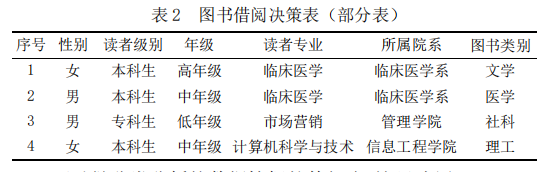 表2 图书借阅决策表（部分表）
序号 性别 读者级别 年级 读者专业 所属院系 图书类别
1 女 本科生 高年级 临床医学 临床医学系 文学
2 男 本科生 中年级 临床医学 临床医学系 医学
3 男 专科生 低年级 市场营销 管理学院 社科
4 女 本科生 中年级 计算机科学与技术 信息工程学院 理工